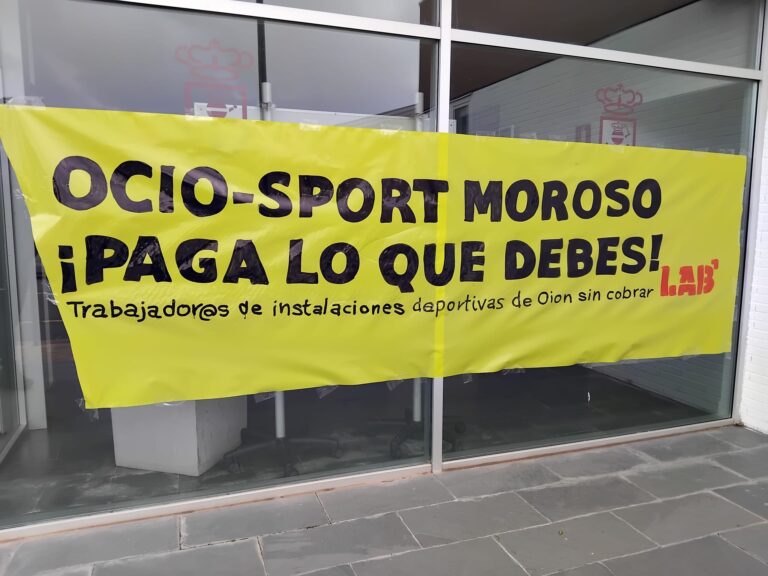 OCIO-SPORT MOROSO
¡PAGA LO QUE DEBES!
Trabajador@s de instalaciones deportivas de Oion sin cobrar LAB